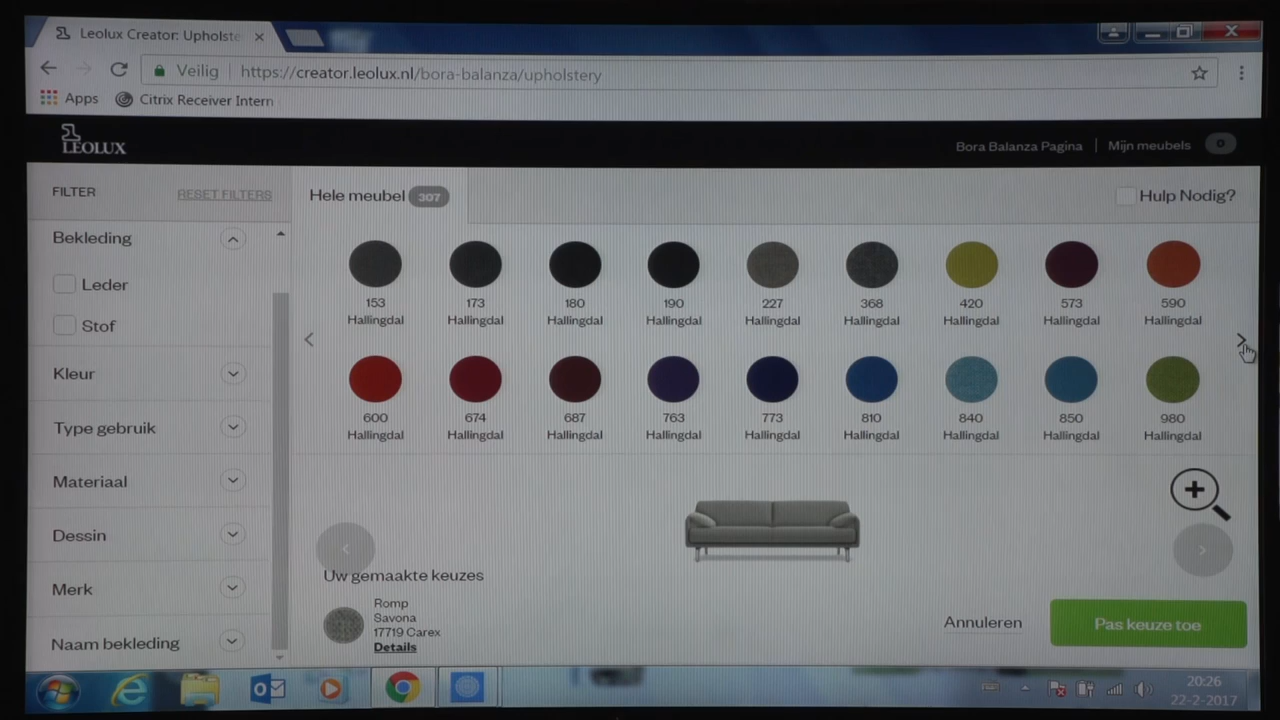 Leolux Creator: Upholste
Veilig https://creator.leolux.nl/bora-balanza/upholstery
Apps Citrix Receiver Intern
LEOLUX
Bora Balanza Pagina | Mijn meubels 0
FILTER RESET FILTERS
Hele meubel 307
Hulp Nodig?
Bekleding
Leder
Stof
Kleur
Type gebruik
Materiaal
Dessin
Merk
Naam bekleding
153 173 180 190 227 368 420 573 590
Hallingdal Hallingdal Hallingdal Hallingdal Hallingdal Hallingdal Hallingdal Hallingdal Hallingdal
600 674 687 763 773 810 840 850 980
Hallingdal Hallingdal Hallingdal Hallingdal Hallingdal Hallingdal Hallingdal Hallingdal Hallingdal
Uw gemaakte keuzes
Romp
Savona
17719 Carex
Details
Annuleren
Pas keuze toe
20:26
22-2-2017